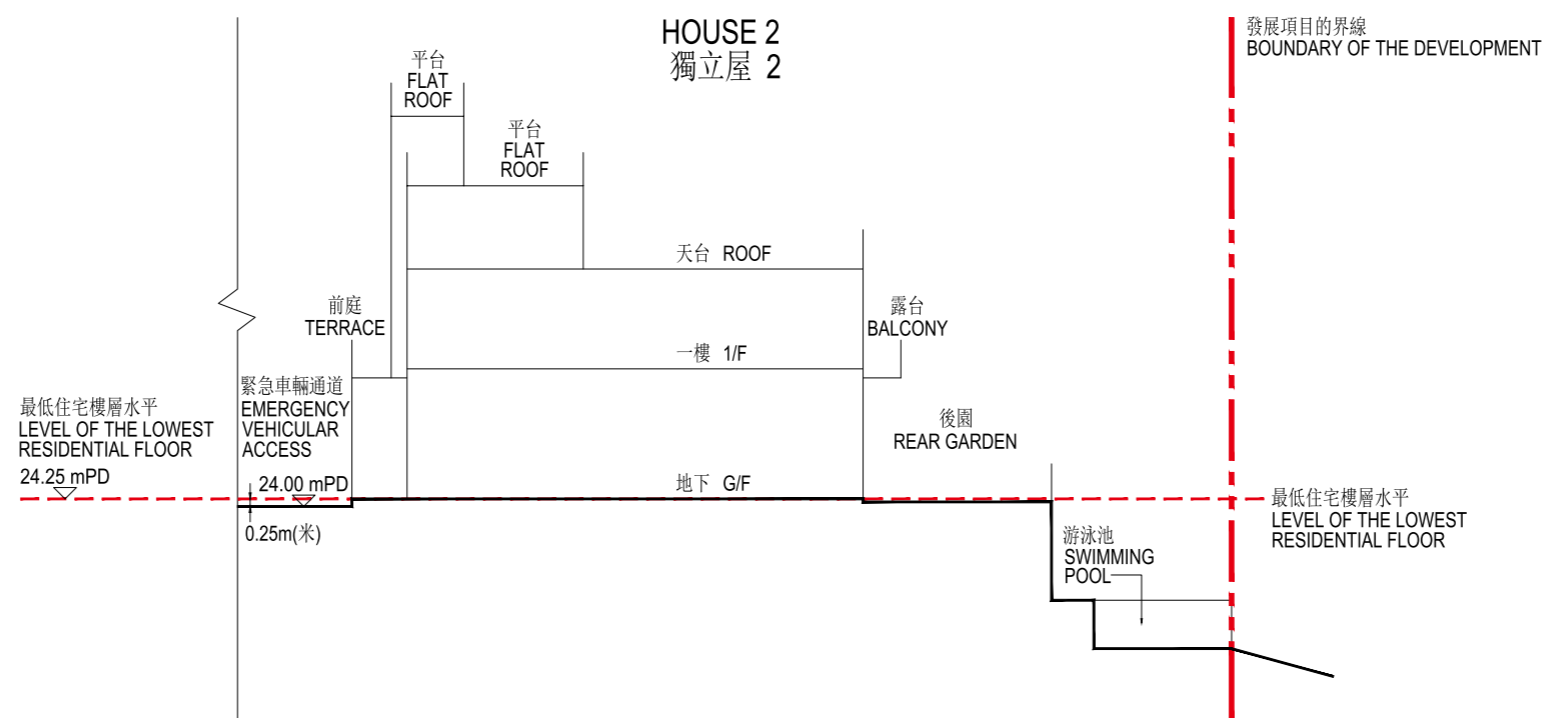 HOUSE 2
獨立屋 2
發展項目的界線
BOUNDARY OF THE DEVELOPMENT
平台
FLAT
ROOF
平台
FLAT
ROOF
天台 ROOF
前庭
TERRACE
露台
BALCONY
一樓 1/F
緊急車輛通道
EMERGENCY
VEHICULAR
ACCESS
最低住宅樓層水平
LEVEL OF THE LOWEST
RESIDENTIAL FLOOR
24.25 mPD
後園
REAR GARDEN
24.00 mPD
地下 G/F
0.25m(米)
最低住宅樓層水平
LEVEL OF THE LOWEST
RESIDENTIAL FLOOR
游泳池
SWIMMING
POOL